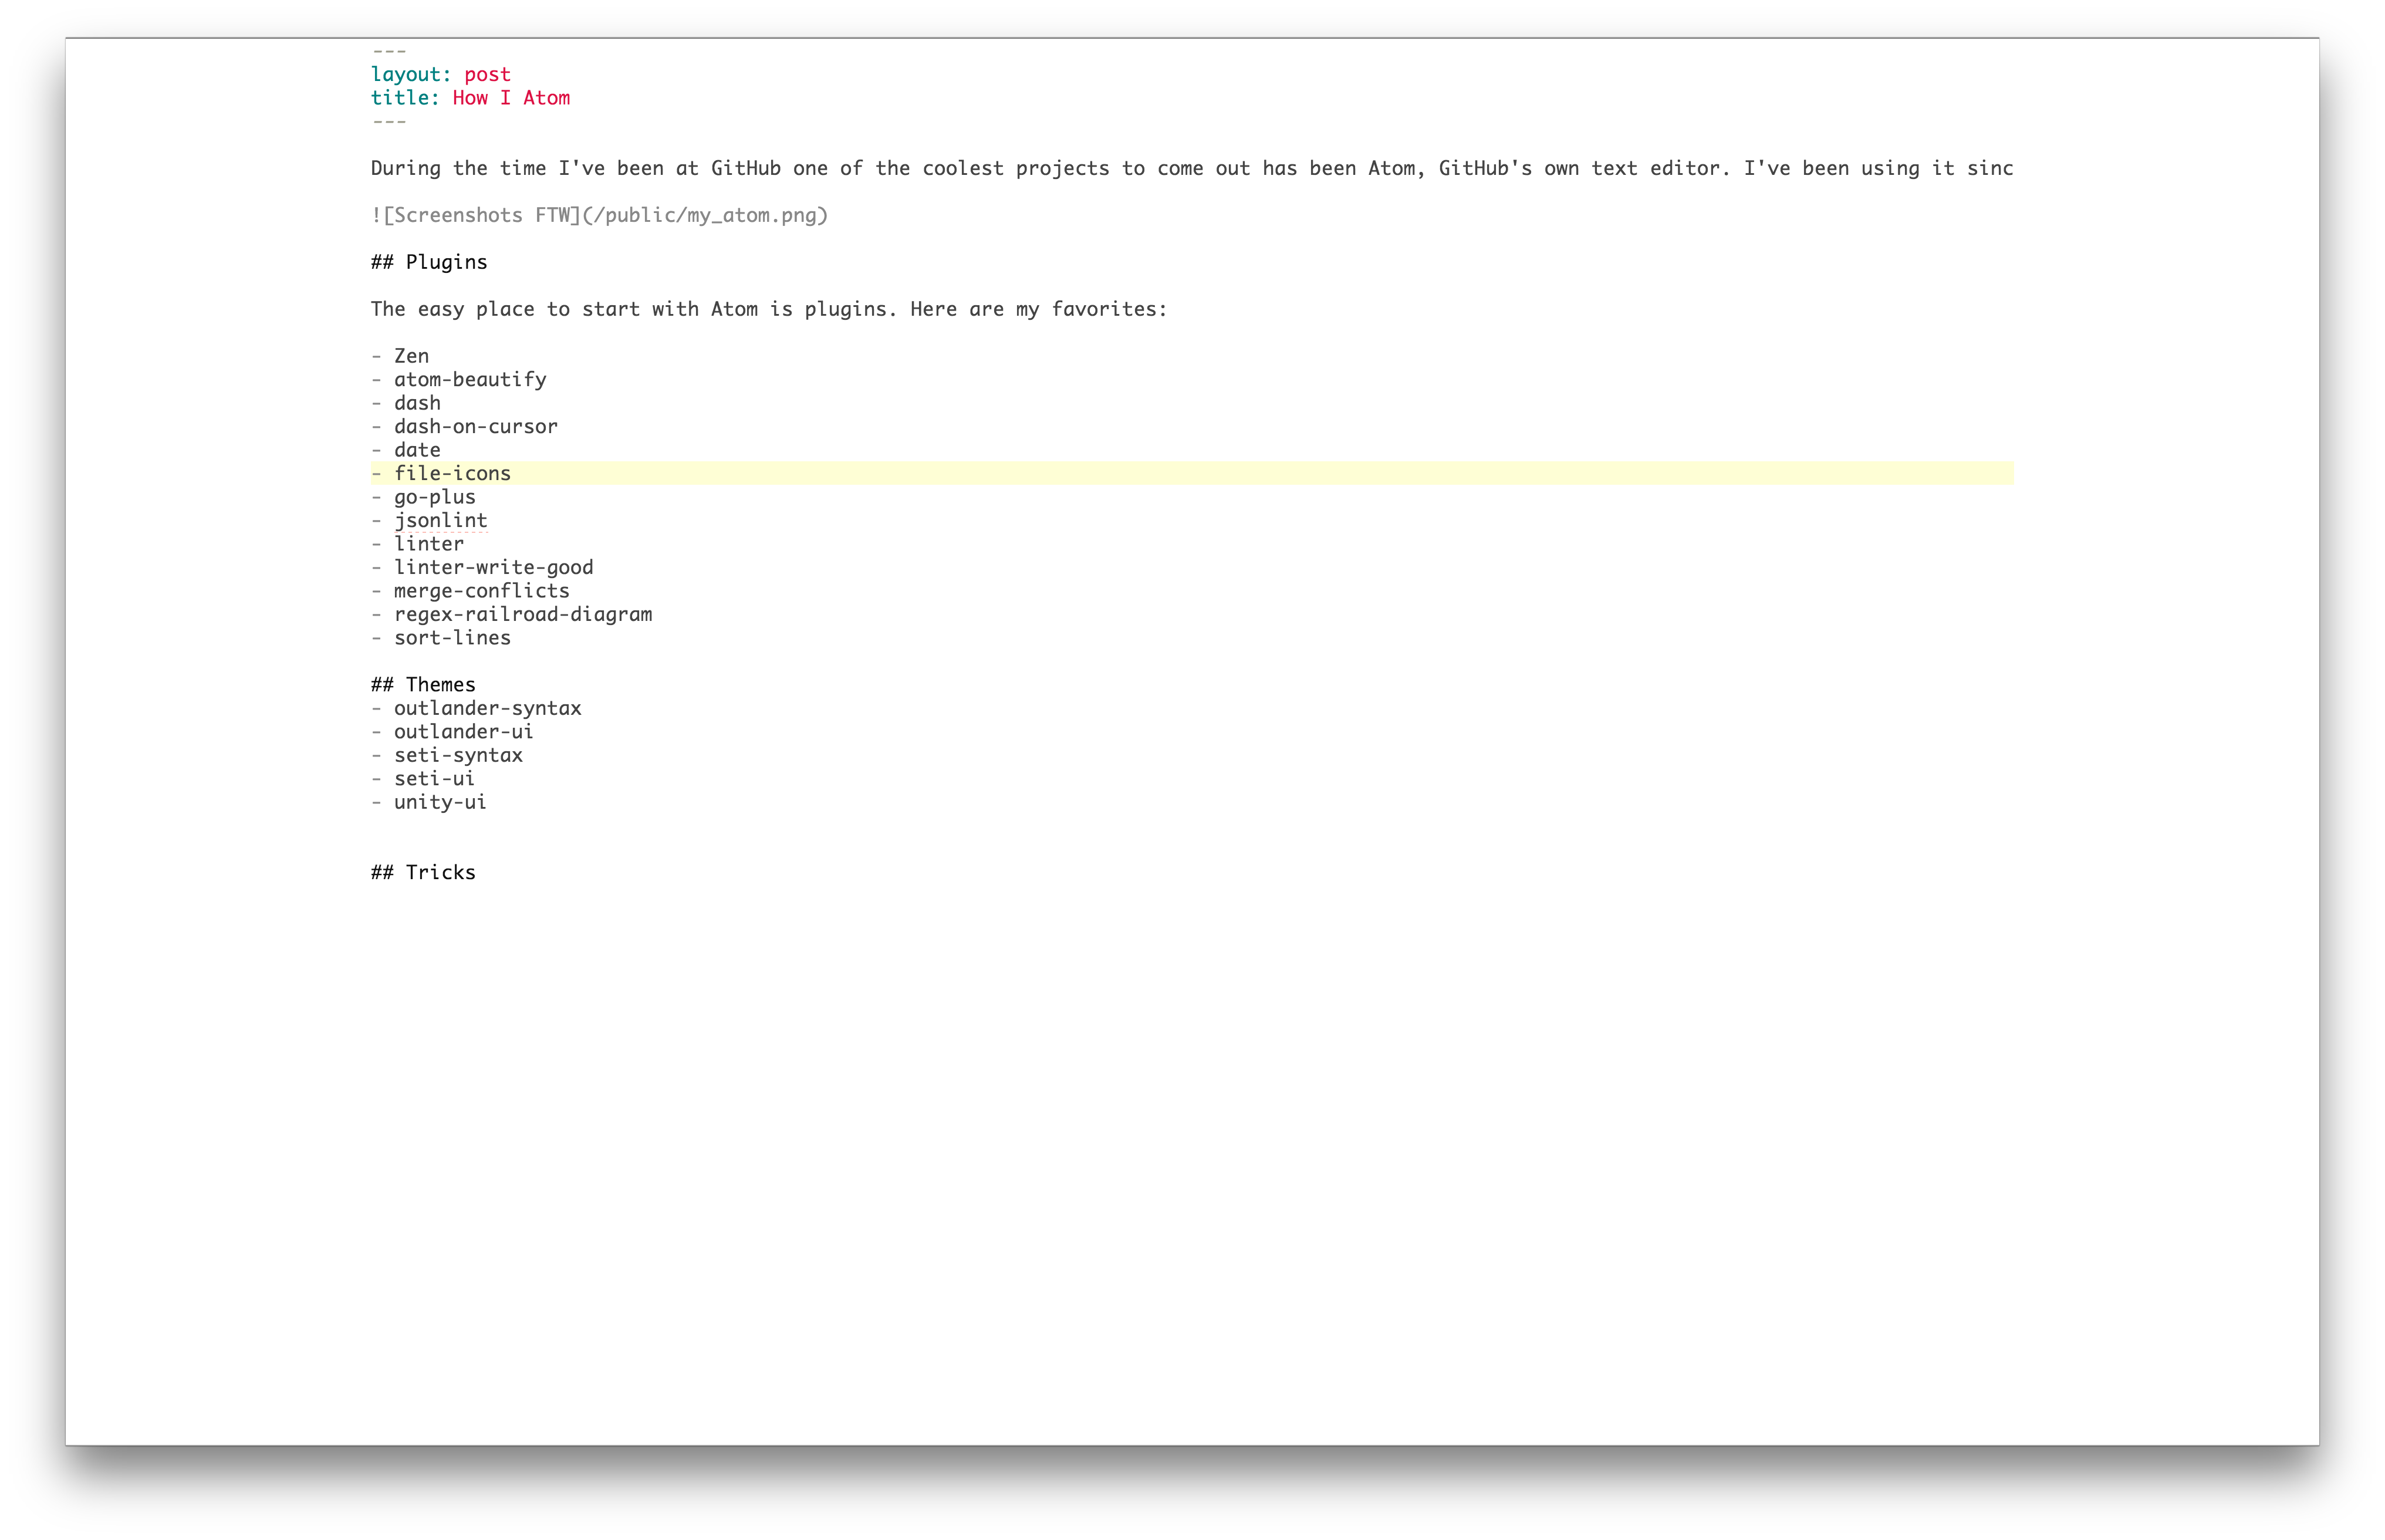 ---
layout: post
title: How I Atom
---
During the time I've been at GitHub one of the coolest projects to come out has been Atom, GitHub's own text editor. I've been using it sinc
![Screenshots FTW](/public/my_atom.png)
## Plugins
The easy place to start with Atom is plugins. Here are my favorites:
- Zen
- atom-beautify
- dash
- dash-on-cursor
- date
- file-icons
- go-plus
- jsonlint
- linter
- linter-write-good
- merge-conflicts
- regex-railroad-diagram
- sort-lines
## Themes
- outlander-syntax
- outlander-ui
- seti-syntax
- seti-ui
- unity-ui
## Tricks